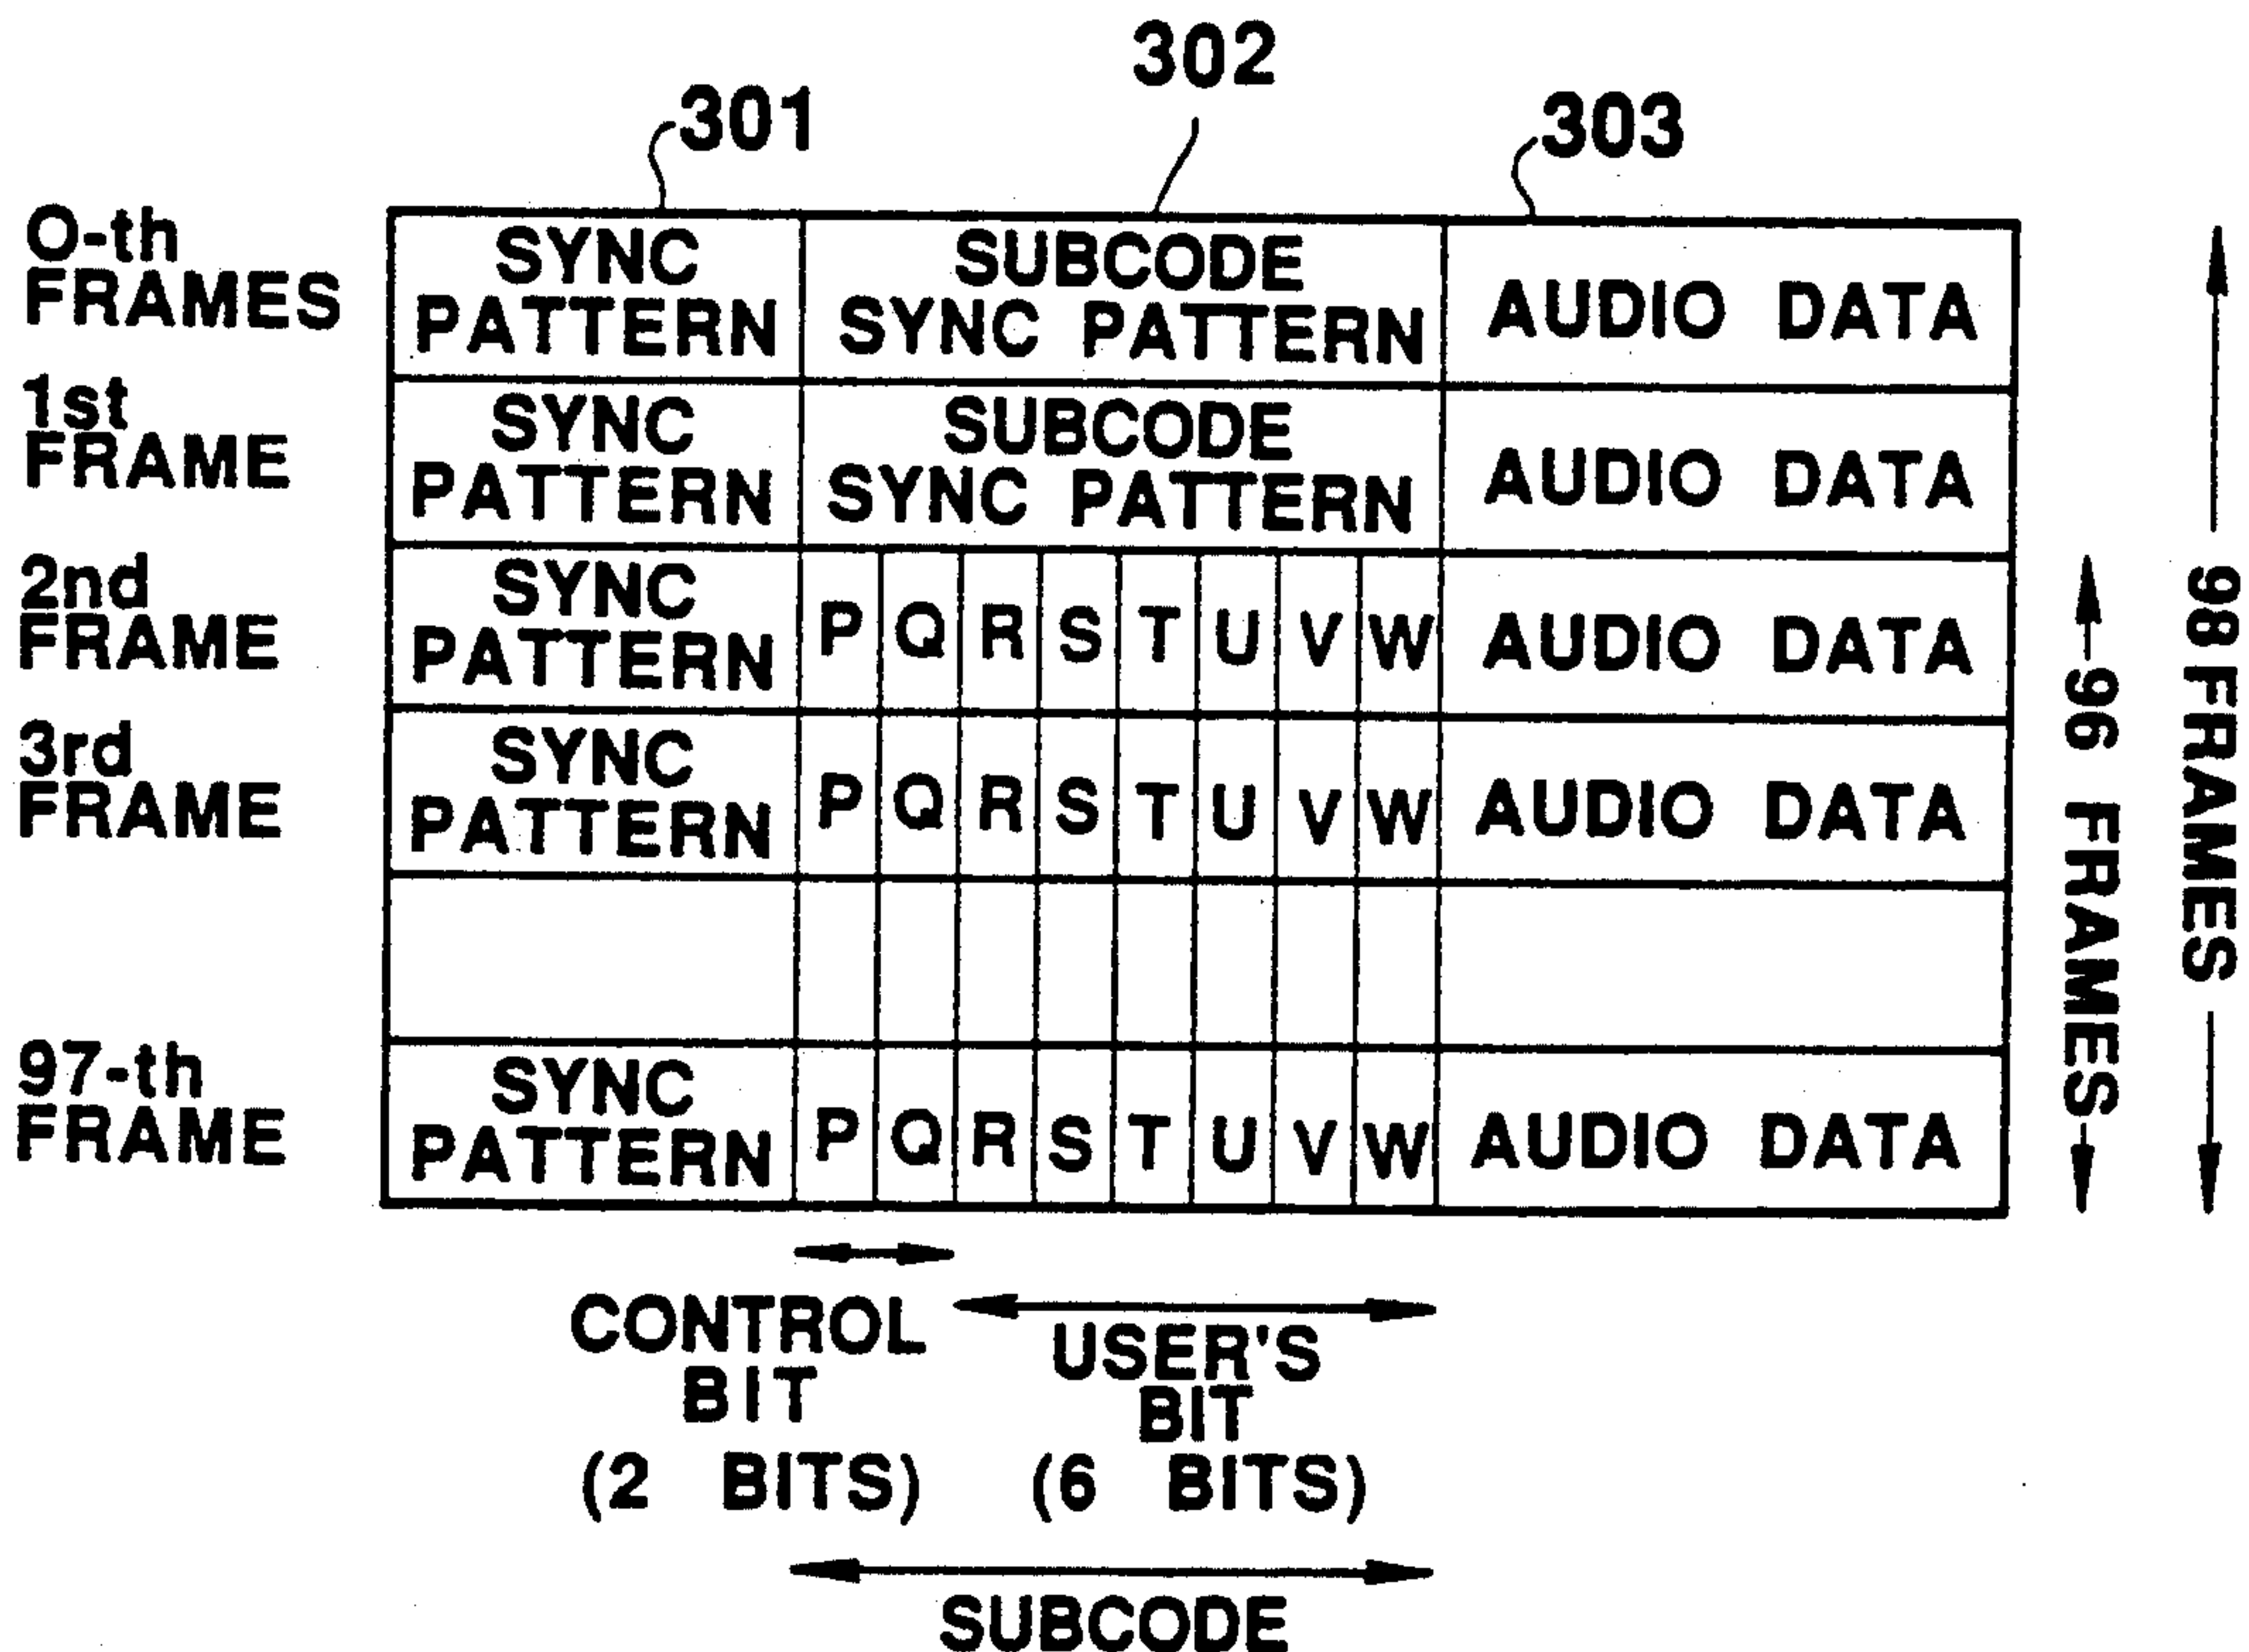 302
301
303
0-th
FRAMES
SYNC
PATTERN
SUBCODE
SYNC PATTERN
AUDIO DATA
1st
FRAME
SYNC
PATTERN
SUBCODE
SYNC PATTERN
AUDIO DATA
2nd
FRAME
SYNC
PATTERN
P Q R S T U V W
AUDIO DATA
3rd
FRAME
SYNC
PATTERN
P Q R S T U V W
AUDIO DATA
97-th
FRAME
SYNC
PATTERN
P Q R S T U V W
AUDIO DATA
96 FRAMES
98 FRAMES
CONTROL
BIT
(2 BITS)
USER'S
BIT
(6 BITS)
SUBCODE